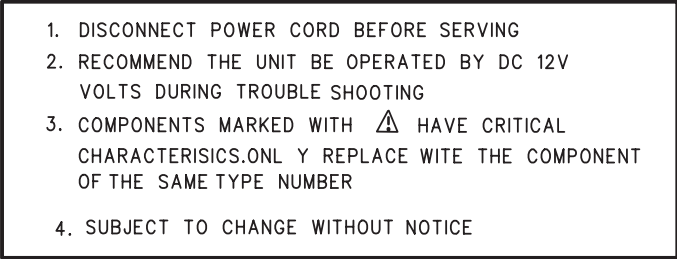 1. DISCONNECT POWER CORD BEFORE SERVING
2. RECOMMEND THE UNIT BE OPERATED BY DC 12V
VOLTS DURING TROUBLE SHOOTING
3. COMPONENTS MARKED WITH ⚠ HAVE CRITICAL
CHARACTERISICS.ONL Y REPLACE WITE THE COMPONENT
OF THE SAME TYPE NUMBER
4. SUBJECT TO CHANGE WITHOUT NOTICE